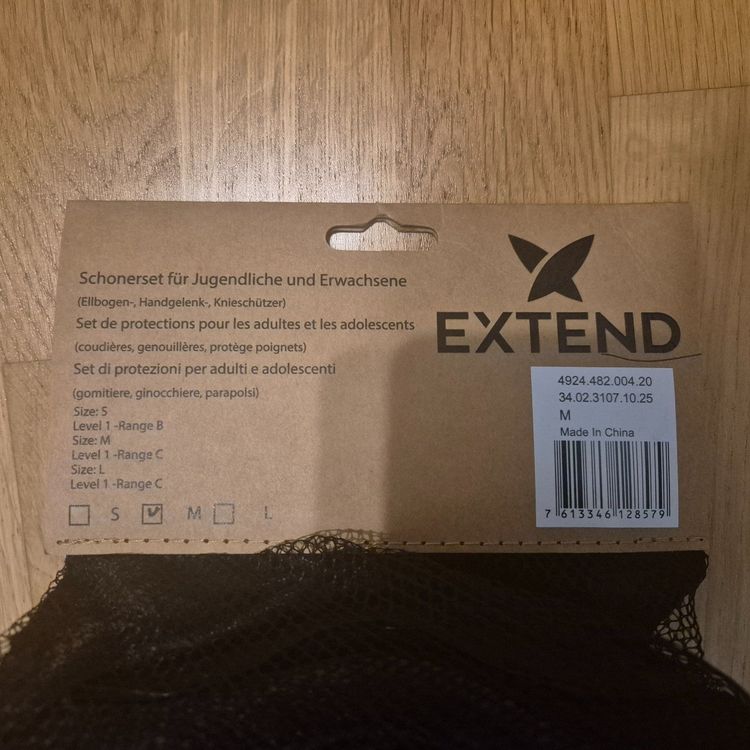 Schonerset für Jugendliche und Erwachsene
(Ellbogen-, Handgelenk-, Knieschützer)
Set de protections pour les adultes et les adolescents
(coudières, genouillères, protège poignets)
Set di protezioni per adulti e adolescenti
(gomitiere, ginocchiere, parapolsi)
Size: S
Level 1 -Range B
Size: M
Level 1 -Range C
Size: L
Level 1 -Range C
S M L
EXTEND
4924.482.004.20
34.02.3107.10.25
M
Made In China
7 613346 128579